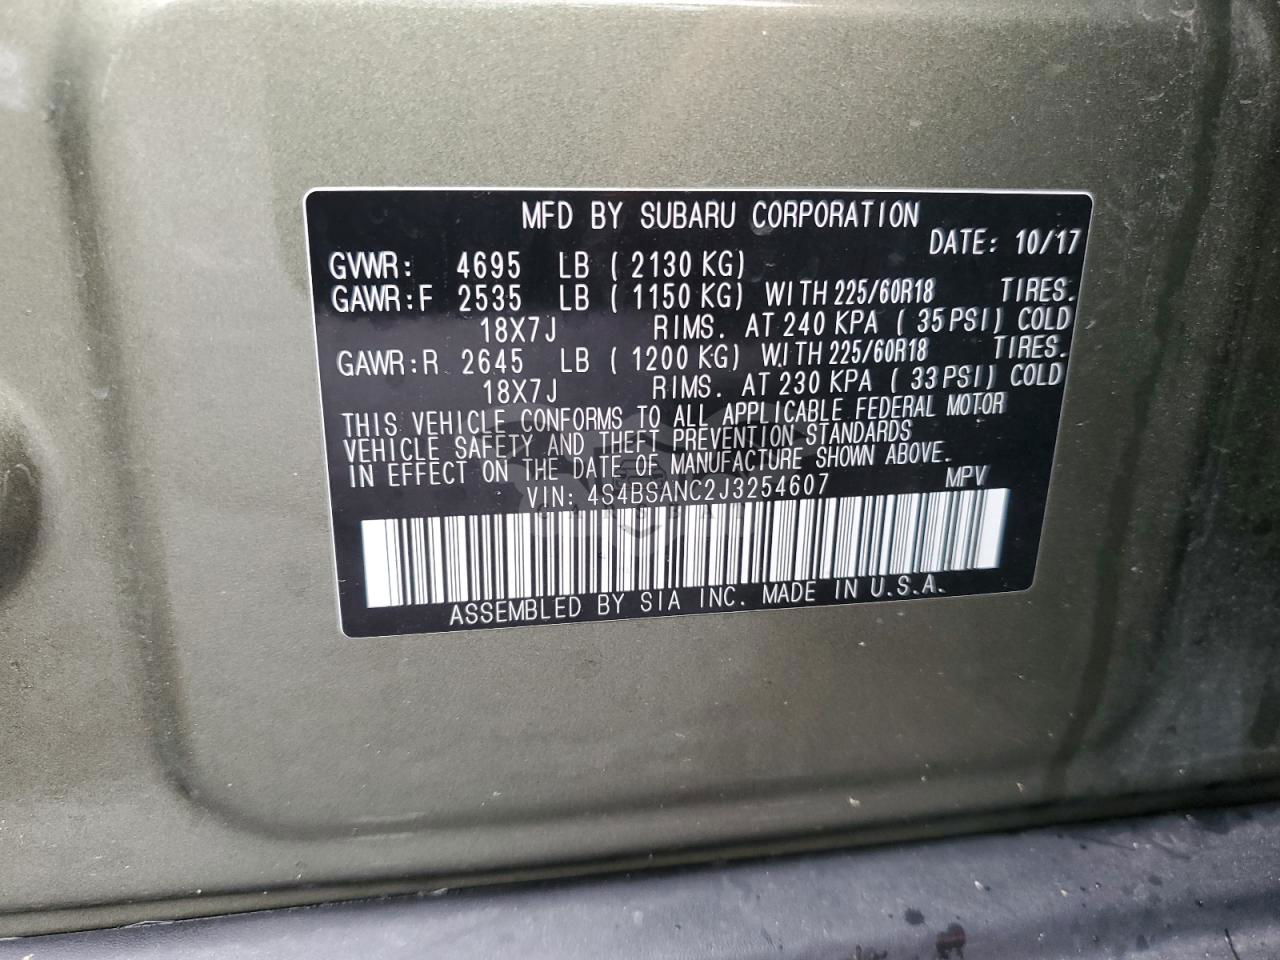 MFD BY SUBARU CORPORATION
DATE: 10/17
GVWR: 4695 LB ( 2130 KG)
GAWR:F 2535 LB ( 1150 KG) WITH 225/60R18 TIRES.
18X7J RIMS. AT 240 KPA ( 35 PSI) COLD
GAWR:R 2645 LB ( 1200 KG) WITH 225/60R18 TIRES.
18X7J RIMS. AT 230 KPA ( 33 PSI) COLD
THIS VEHICLE CONFORMS TO ALL APPLICABLE FEDERAL MOTOR
VEHICLE SAFETY AND THEFT PREVENTION STANDARDS
IN EFFECT ON THE DATE OF MANUFACTURE SHOWN ABOVE.
VIN: 4S4BSANC2J3254607 MPV
ASSEMBLED BY SIA INC. MADE IN U.S.A.